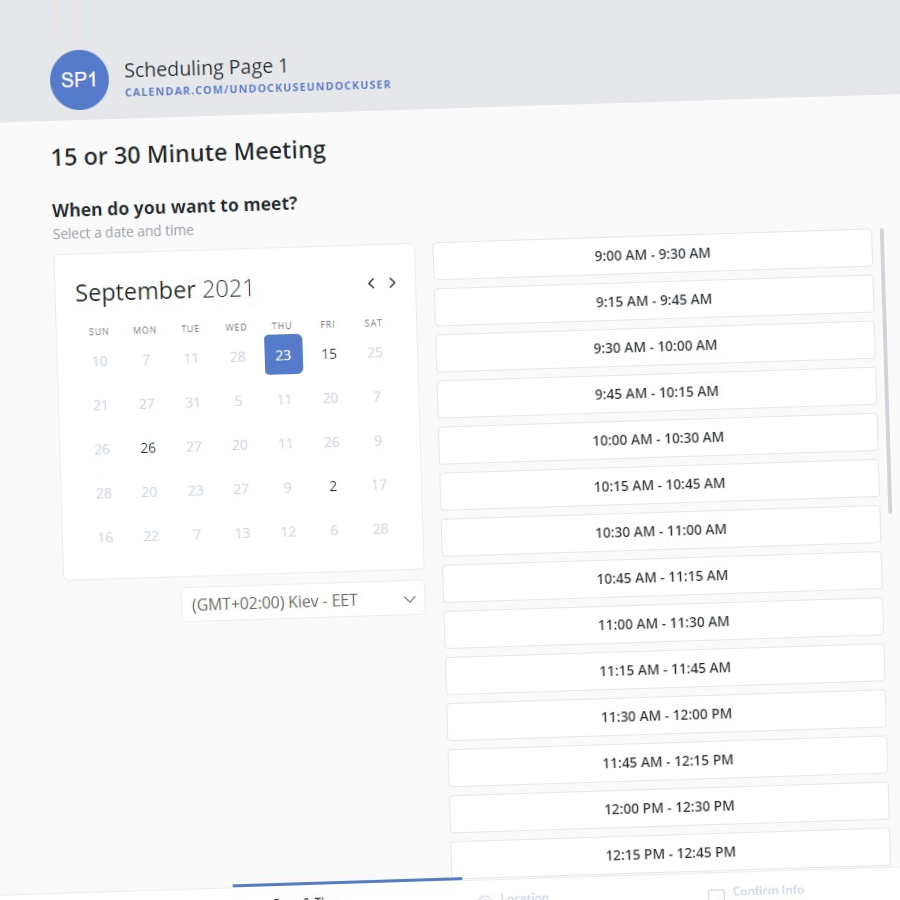 SP1
Scheduling Page 1
CALENDAR.COM/UNDOCKUSEUNDOCKUSER
15 or 30 Minute Meeting
When do you want to meet?
Select a date and time
September 2021
SUN MON TUE WED THU FRI SAT
10 7 11 28 23 15 25
21 27 31 5 11 20 7
26 26 27 20 11 26 9
28 20 23 27 9 2 17
16 22 7 13 12 6 28
(GMT+02:00) Kiev - EET
9:00 AM - 9:30 AM
9:15 AM - 9:45 AM
9:30 AM - 10:00 AM
9:45 AM - 10:15 AM
10:00 AM - 10:30 AM
10:15 AM - 10:45 AM
10:30 AM - 11:00 AM
10:45 AM - 11:15 AM
11:00 AM - 11:30 AM
11:15 AM - 11:45 AM
11:30 AM - 12:00 PM
11:45 AM - 12:15 PM
12:00 PM - 12:30 PM
12:15 PM - 12:45 PM
Location
Confirm Info